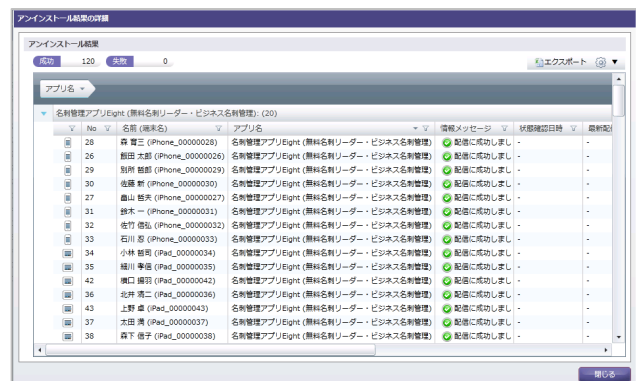 アンインストール結果の詳細
アンインストール結果
成功 120 失敗 0 エクスポート
アプリ名
名刺管理アプリEight (無料名刺リーダー・ビジネス名刺管理): (20)
No 名前 (端末名) アプリ名 情報メッセージ 状態確認日時 最新配信
28 森 育三 (iPhone_00000028) 名刺管理アプリEight (無料名刺リーダー・ビジネス名刺管理) 配信に成功しまし - -
26 飯田 太郎 (iPhone_00000026) 名刺管理アプリEight (無料名刺リーダー・ビジネス名刺管理) 配信に成功しまし - -
29 別所 哲郎 (iPhone_00000029) 名刺管理アプリEight (無料名刺リーダー・ビジネス名刺管理) 配信に成功しまし - -
30 佐藤 新 (iPhone_00000030) 名刺管理アプリEight (無料名刺リーダー・ビジネス名刺管理) 配信に成功しまし - -
27 畠山 哲夫 (iPhone_00000027) 名刺管理アプリEight (無料名刺リーダー・ビジネス名刺管理) 配信に成功しまし - -
31 鈴木 一 (iPhone_00000031) 名刺管理アプリEight (無料名刺リーダー・ビジネス名刺管理) 配信に成功しまし - -
32 佐竹 信弘 (iPhone_00000032) 名刺管理アプリEight (無料名刺リーダー・ビジネス名刺管理) 配信に成功しまし - -
33 石川 忍 (iPhone_00000033) 名刺管理アプリEight (無料名刺リーダー・ビジネス名刺管理) 配信に成功しまし - -
34 小林 哲司 (iPad_00000034) 名刺管理アプリEight (無料名刺リーダー・ビジネス名刺管理) 配信に成功しまし - -
35 細川 孝信 (iPad_00000035) 名刺管理アプリEight (無料名刺リーダー・ビジネス名刺管理) 配信に成功しまし - -
42 横口 (iPad_00000042) 名刺管理アプリEight (無料名刺リーダー・ビジネス名刺管理) 配信に成功しまし - -
36 北井 清二 (iPad_00000036) 名刺管理アプリEight (無料名刺リーダー・ビジネス名刺管理) 配信に成功しまし - -
43 上野 卓 (iPad_00000043) 名刺管理アプリEight (無料名刺リーダー・ビジネス名刺管理) 配信に成功しまし - -
37 太田 満 (iPad_00000037) 名刺管理アプリEight (無料名刺リーダー・ビジネス名刺管理) 配信に成功しまし - -
38 森下 信子 (iPad_00000038) 名刺管理アプリEight (無料名刺リーダー・ビジネス名刺管理) 配信に成功しまし - -
閉じる